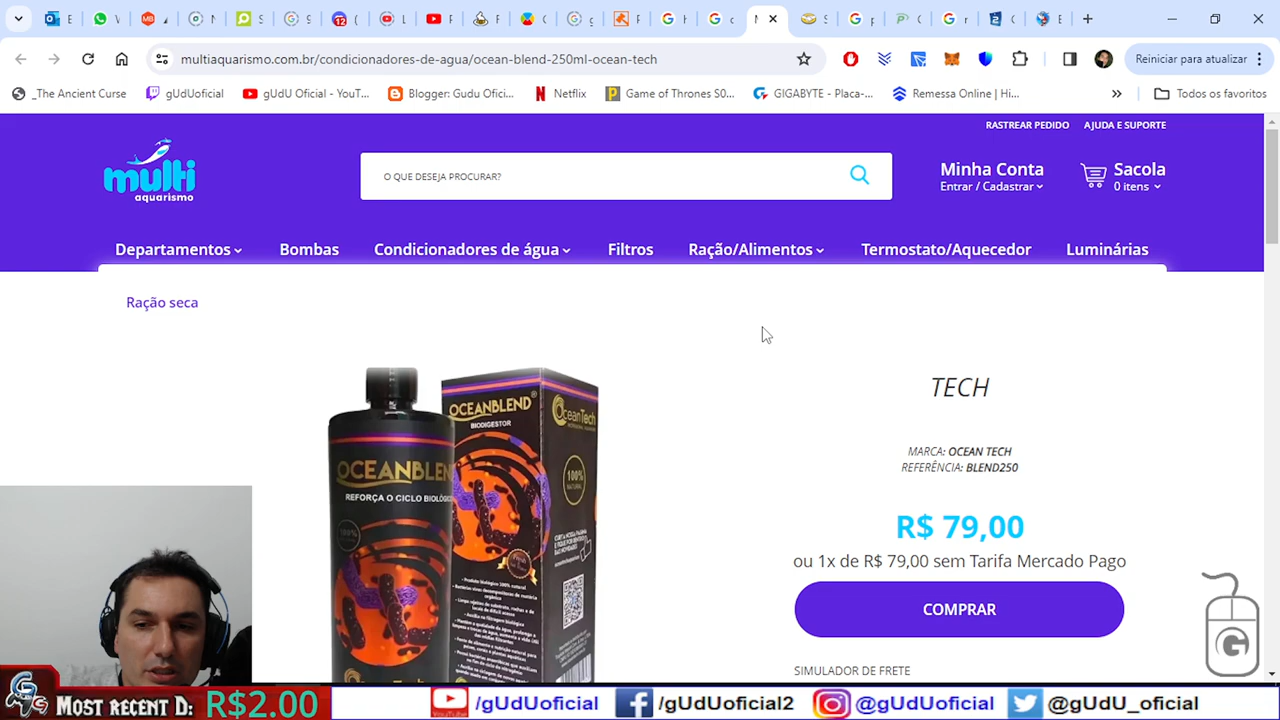 multiaquarismo.com.br/condicionadores-de-agua/ocean-blend-250ml-ocean-tech
Reiniciar para atualizar
_The Ancient Curse
gUdUoficial
gUdU Oficial - YouT...
Blogger: Gudu Ofici...
Netflix
Game of Thrones S0...
GIGABYTE - Placa-...
Remessa Online | Hi...
»
Todos os favoritos
RASTREAR PEDIDO
AJUDA E SUPORTE
multi
aquarismo
O QUE DESEJA PROCURAR?
Minha Conta
Entrar / Cadastrar
Sacola
0 itens
Departamentos
Bombas
Condicionadores de água
Filtros
Ração/Alimentos
Termostato/Aquecedor
Luminárias
Ração seca
TECH
MARCA: OCEAN TECH
REFERÊNCIA: BLEND250
R$ 79,00
ou 1x de R$ 79,00 sem Tarifa Mercado Pago
COMPRAR
SIMULADOR DE FRETE
OCEANBLEND
REFORÇA O CICLO BIOLÓGIC
OCEANBLEND®
BIODIGESTOR
OceanTech
100%
NATURAL
MOST RECENT D: R$2.00
/gUdUoficial
/gUdUoficial2
@gUdUoficial
@gUdU_oficial
G